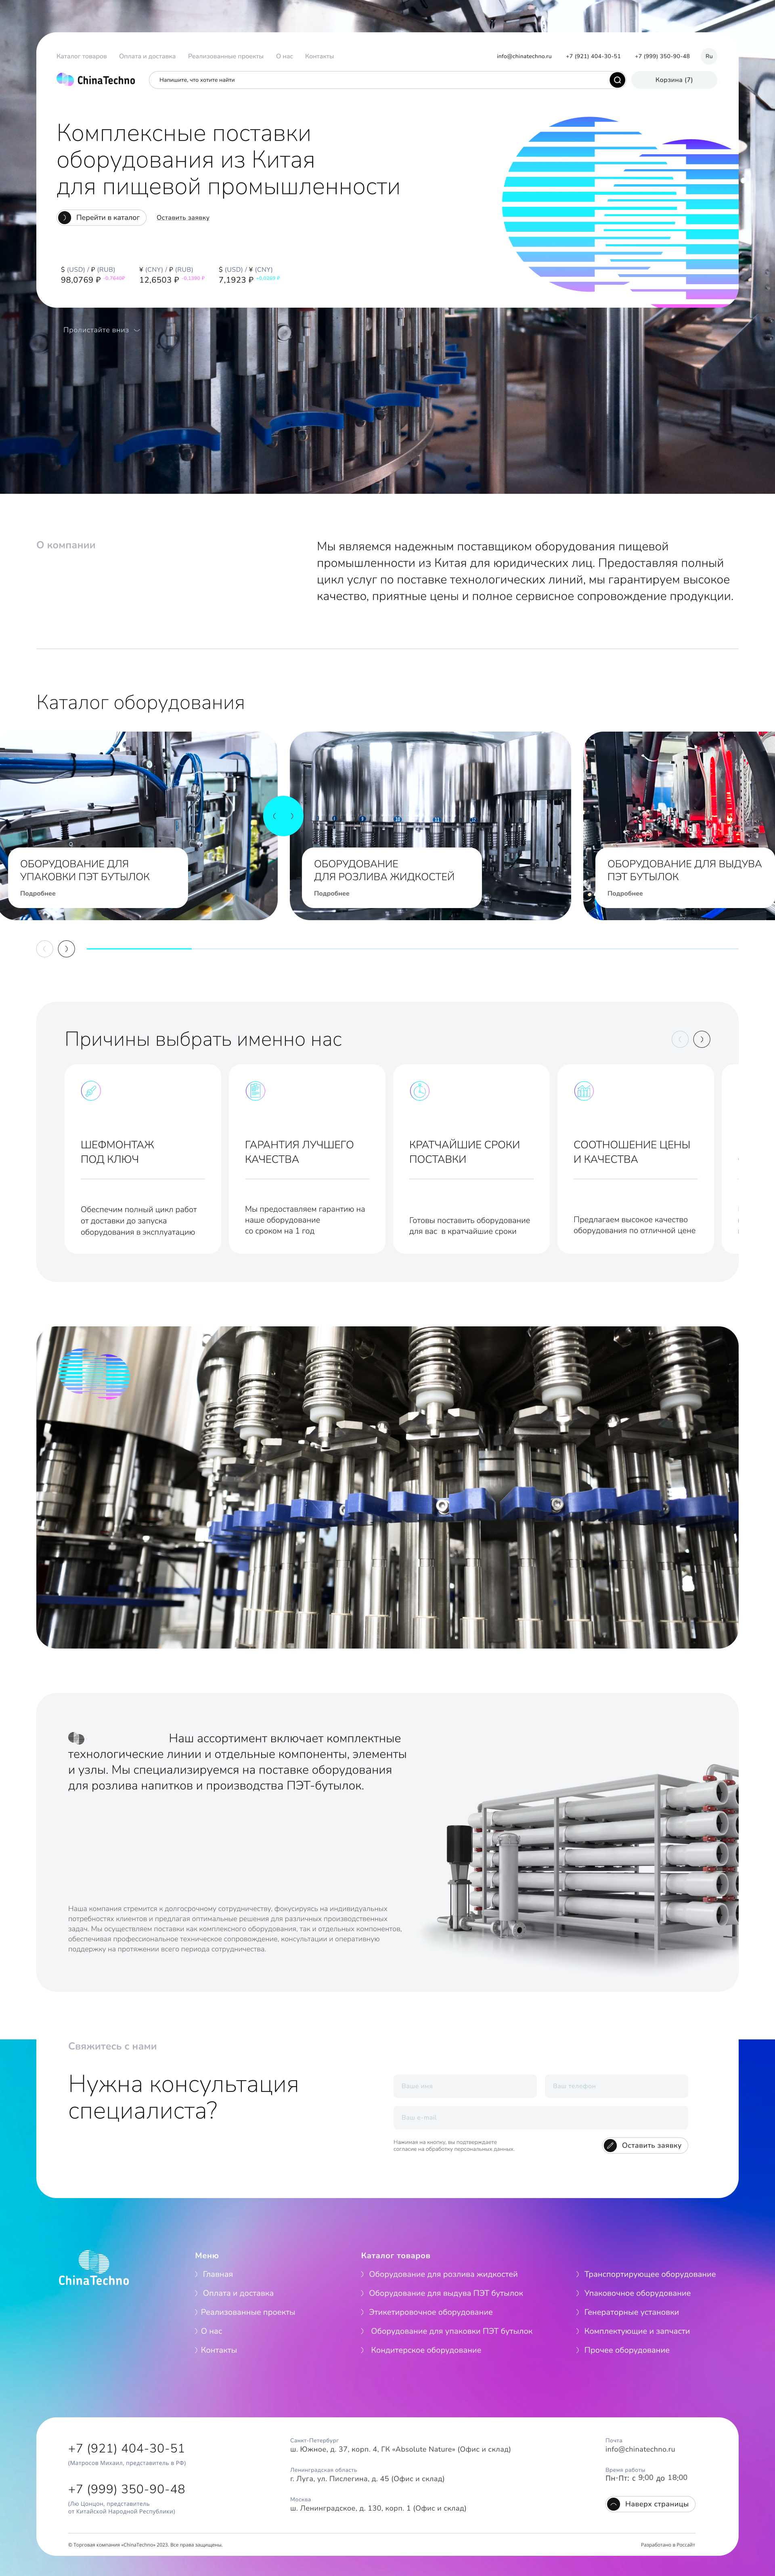 Каталог товаров Оплата и доставка Реализованные проекты О нас Контакты info@chinatechno.ru +7 (921) 404-30-51 +7 (999) 350-90-48 Ru
ChinaTechno Напишите, что хотите найти Корзина (7)
Комплексные поставки
оборудования из Китая
для пищевой промышленности
Перейти в каталог Оставить заявку
$ (USD) / ₽ (RUB) ¥ (CNY) / ₽ (RUB) $ (USD) / ¥ (CNY)
98,0769 ₽ 12,6503 ₽ 7,1923 ₽
Пролистайте вниз
О компании
Мы являемся надежным поставщиком оборудования пищевой
промышленности из Китая для юридических лиц. Предоставляя полный
цикл услуг по поставке технологических линий, мы гарантируем высокое
качество, приятные цены и полное сервисное сопровождение продукции.
Каталог оборудования
ОБОРУДОВАНИЕ ДЛЯ
УПАКОВКИ ПЭТ БУТЫЛОК
Подробнее
ОБОРУДОВАНИЕ
ДЛЯ РОЗЛИВА ЖИДКОСТЕЙ
Подробнее
ОБОРУДОВАНИЕ ДЛЯ ВЫДУВА
ПЭТ БУТЫЛОК
Подробнее
Причины выбрать именно нас
ШЕФМОНТАЖ
ПОД КЛЮЧ
Обеспечим полный цикл работ
от доставки до запуска
оборудования в эксплуатацию
ГАРАНТИЯ ЛУЧШЕГО
КАЧЕСТВА
Мы предоставляем гарантию на
наше оборудование
со сроком на 1 год
КРАТЧАЙШИЕ СРОКИ
ПОСТАВКИ
Готовы поставить оборудование
для вас в кратчайшие сроки
СООТНОШЕНИЕ ЦЕНЫ
И КАЧЕСТВА
Предлагаем высокое качество
оборудования по отличной цене
Наш ассортимент включает комплектные
технологические линии и отдельные компоненты, элементы
и узлы. Мы специализируемся на поставке оборудования
для розлива напитков и производства ПЭТ-бутылок.
Наша компания стремится к долгосрочному сотрудничеству, фокусируясь на индивидуальных
потребностях клиентов и предлагая оптимальные решения для различных производственных
задач. Мы осуществляем поставки как комплексного оборудования, так и отдельных компонентов,
обеспечивая профессиональное техническое сопровождение, консультации и оперативную
поддержку на протяжении всего периода сотрудничества.
Свяжитесь с нами
Нужна консультация
специалиста?
Ваше имя Ваш телефон
Ваш e-mail
Нажимая на кнопку, вы подтверждаете
согласие на обработку персональных данных.
Оставить заявку
ChinaTechno
Меню
Главная
Оплата и доставка
Реализованные проекты
О нас
Контакты
Каталог товаров
Оборудование для розлива жидкостей
Оборудование для выдува ПЭТ бутылок
Этикетировочное оборудование
Оборудование для упаковки ПЭТ бутылок
Кондитерское оборудование
Транспортирующее оборудование
Упаковочное оборудование
Генераторные установки
Комплектующие и запчасти
Прочее оборудование
+7 (921) 404-30-51
(Матросов Михаил, представитель в РФ)
+7 (999) 350-90-48
(Лю Цонцон, представитель
от Китайской Народной Республики)
Санкт-Петербург
ш. Южное, д. 37, корп. 4, ГК «Absolute Nature» (Офис и склад)
Ленинградская область
г. Луга, ул. Пислегина, д. 45 (Офис и склад)
Москва
ш. Ленинградское, д. 130, корп. 1 (Офис и склад)
Почта
info@chinatechno.ru
Время работы
Пн-Пт: с 9:00 до 18:00
Наверх страницы
© Торговая компания «ChinaTechno» 2023. Все права защищены.
Разработано в Россайт